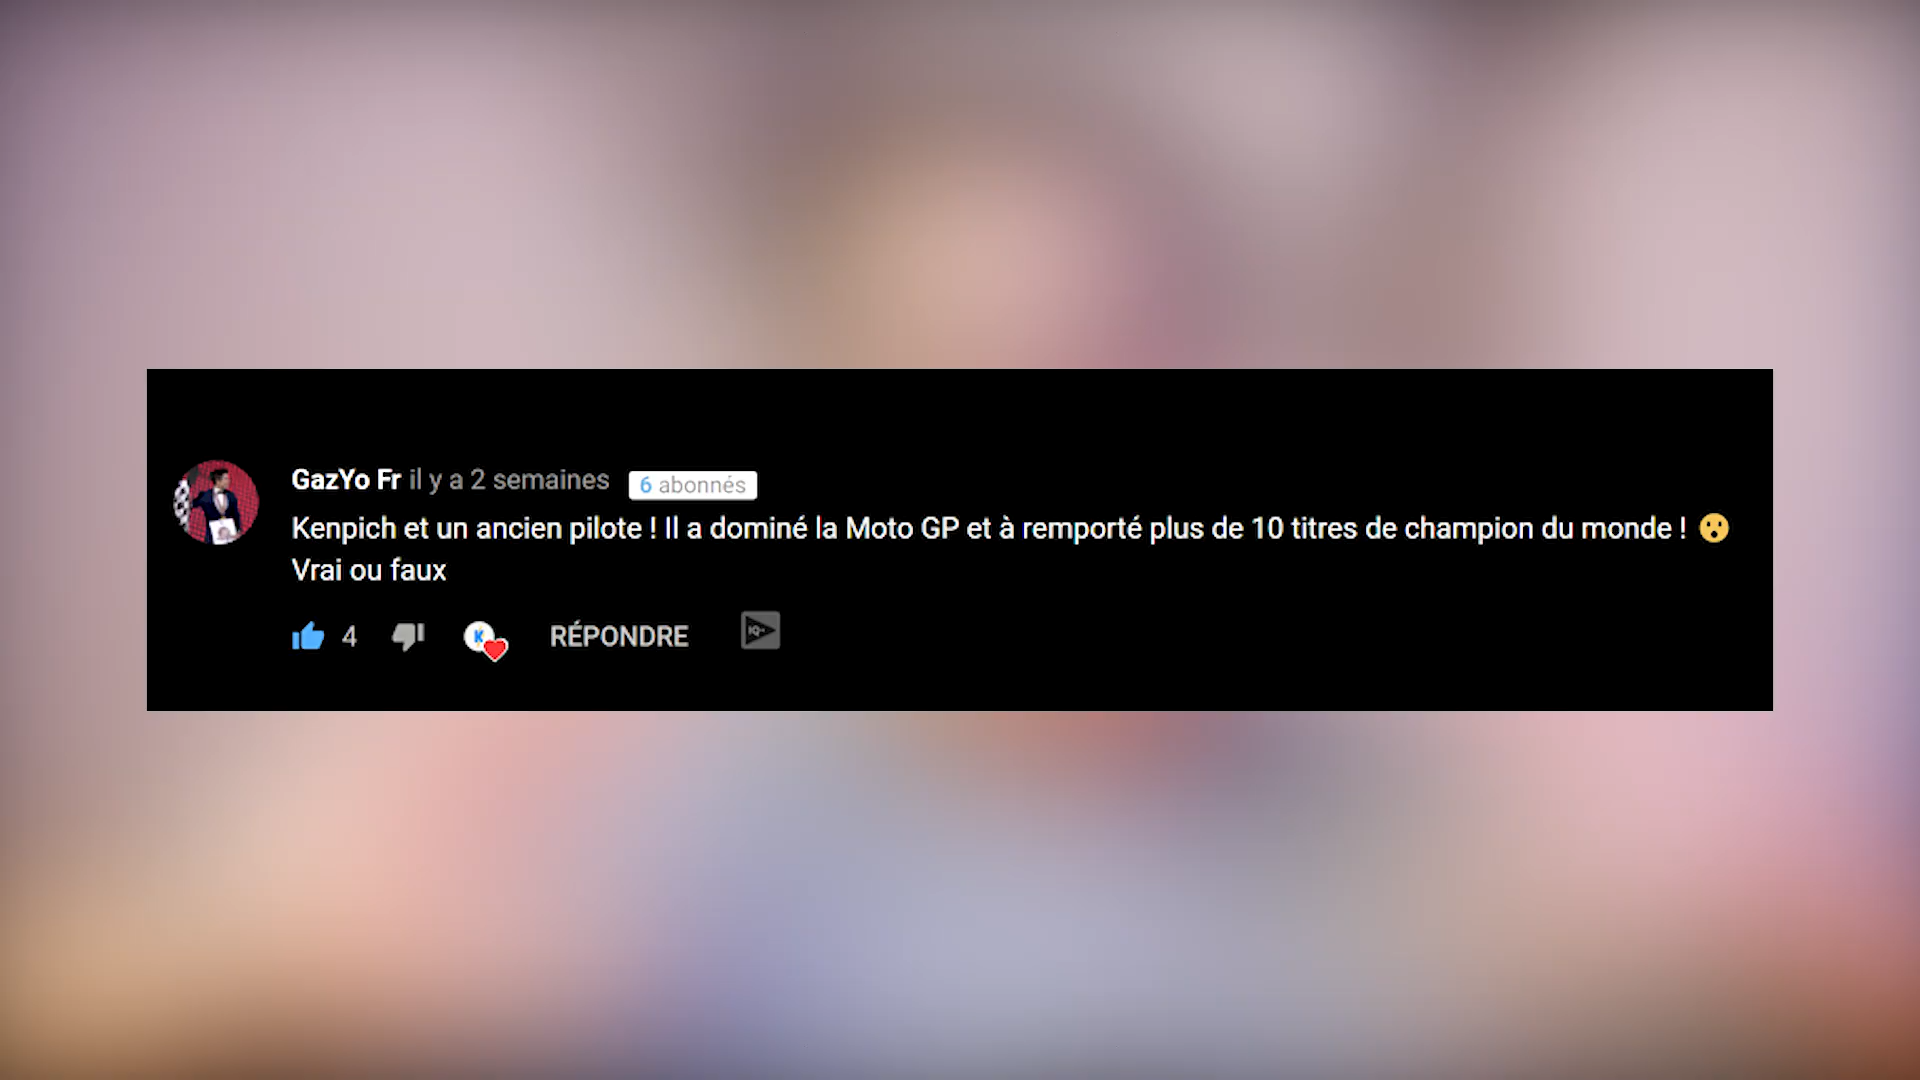 GazYo Fr il y a 2 semaines 6 abonnés
Kenpich et un ancien pilote ! Il a dominé la Moto GP et à remporté plus de 10 titres de champion du monde ! 😮
Vrai ou faux
4 K RÉPONDRE IQ